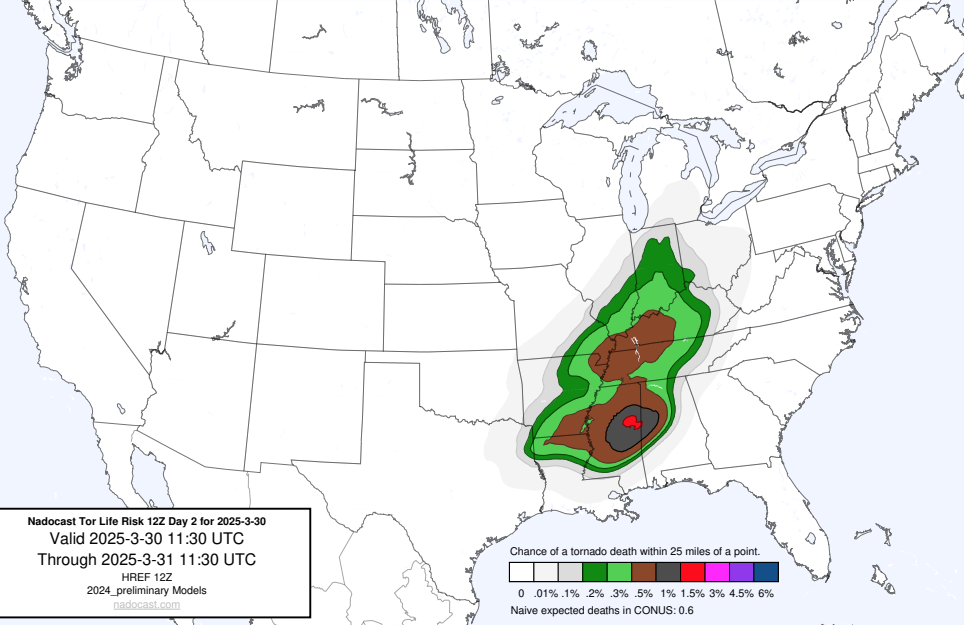 Nadocast Tor Life Risk 12Z Day 2 for 2025-3-30
Valid 2025-3-30 11:30 UTC
Through 2025-3-31 11:30 UTC
HREF 12Z
2024_preliminary Models
nadocast.com
Chance of a tornado death within 25 miles of a point.
0 .01% .1% .2% .3% .5% 1% 1.5% 3% 4.5% 6%
Naive expected deaths in CONUS: 0.6